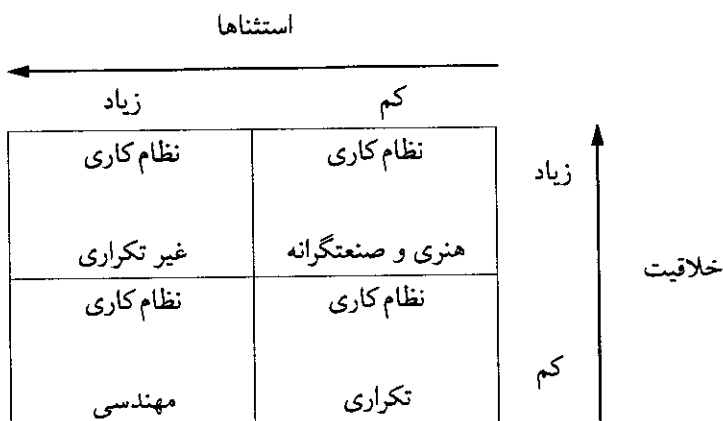 استثناها
کم زیاد
زیاد
خلاقیت
کم
نظام کاری نظام کاری
هنری و صنعتگرانه غیر تکراری
نظام کاری نظام کاری
تکراری مهندسی